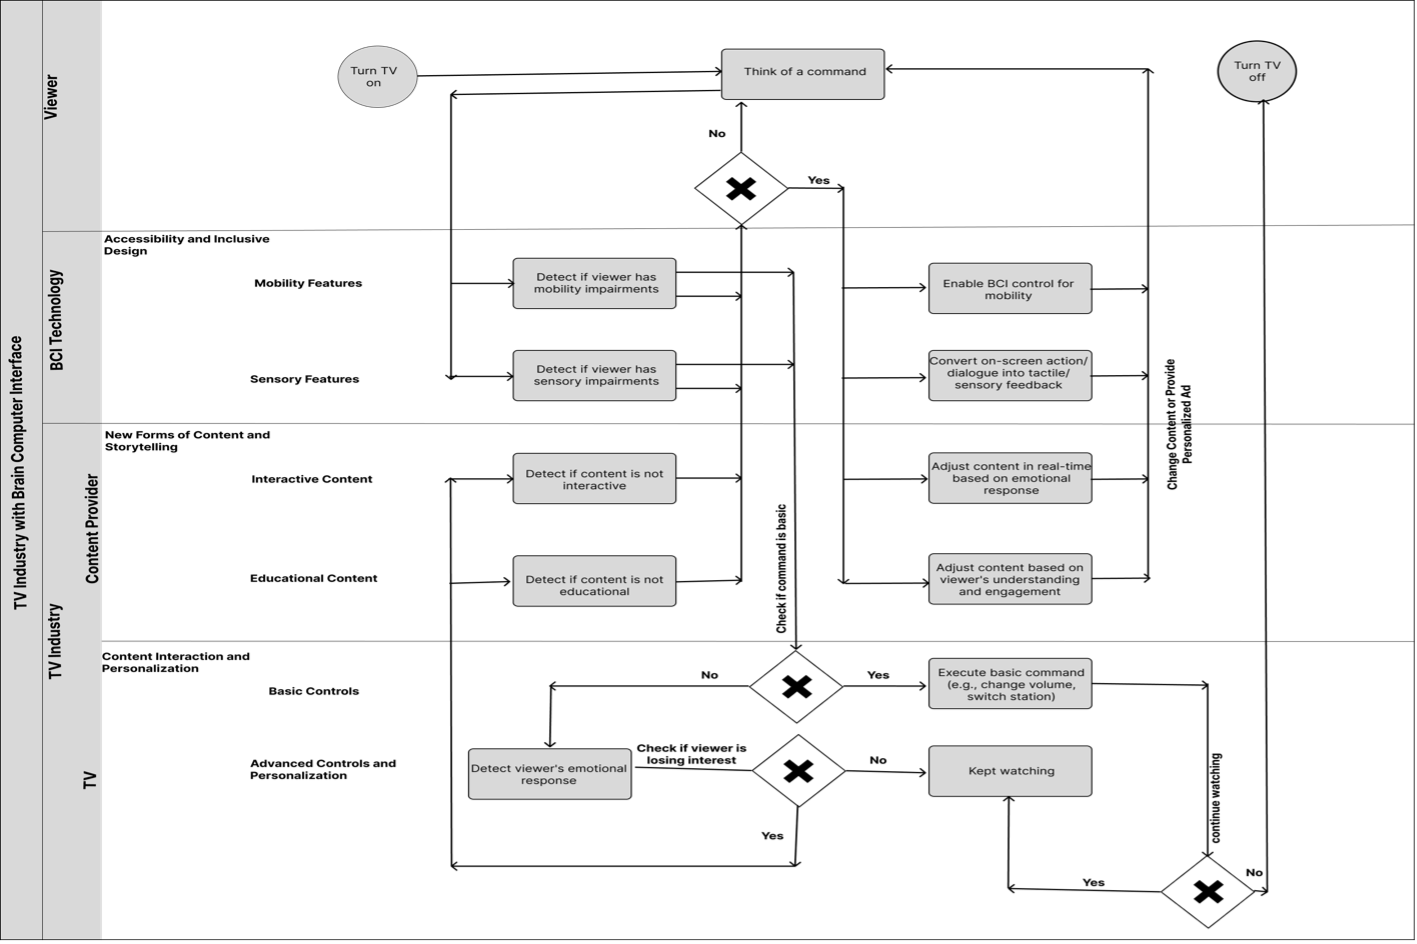 TV Industry with Brain Computer Interface
Viewer
Turn TV
on
Think of a command
Turn TV
off
No
Yes
BCI Technology
Accessibility and Inclusive
Design
Mobility Features
Detect if viewer has
mobility impairments
Enable BCI control for
mobility
Sensory Features
Detect if viewer has
sensory impairments
Convert on-screen action/
dialogue into tactile/
sensory feedback
Change Content or Provide
Personalized Ad
TV Industry
Content Provider
New Forms of Content and
Storytelling
Interactive Content
Detect if content is not
interactive
Adjust content in real-time
based on emotional
response
Educational Content
Detect if content is not
educational
Check if command is basic
Adjust content based on
viewer's understanding
and engagement
TV
Content Interaction and
Personalization
Basic Controls
No
Yes
Execute basic command
(e.g., change volume,
switch station)
Advanced Controls and
Personalization
Detect viewer's emotional
response
Check if viewer is
losing interest
No
Kept watching
continue watching
Yes
Yes
No